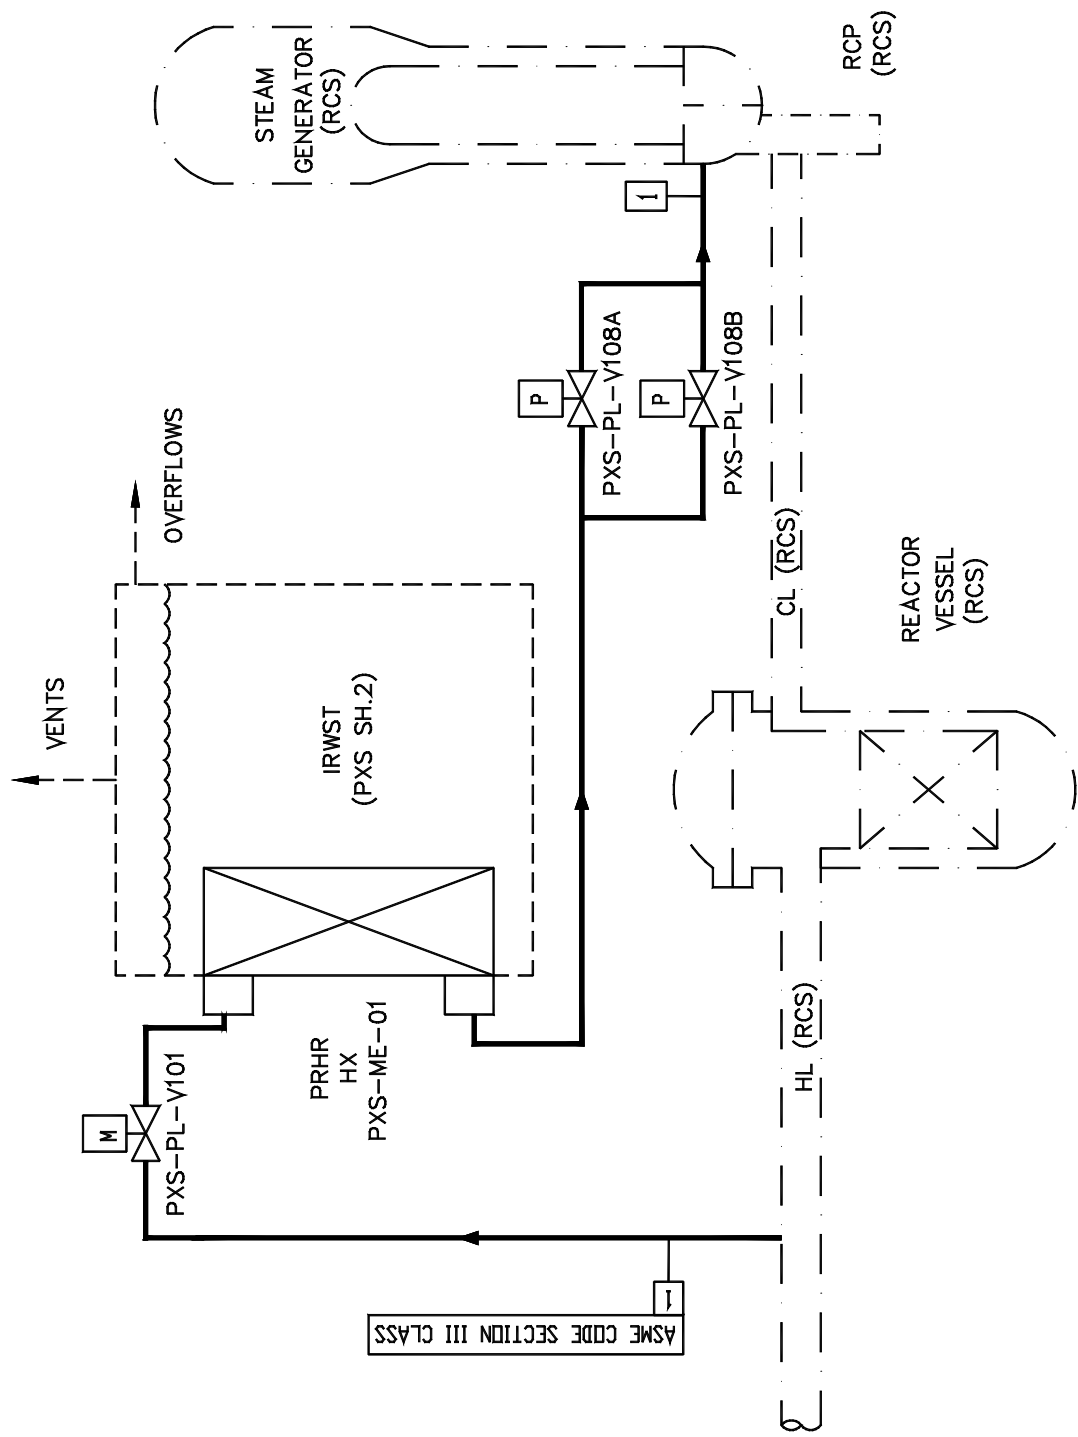 STEAM
GENERATOR
(RCS)
RCP
(RCS)
1
P
PXS-PL-V108A
P
PXS-PL-V108B
OVERFLOWS
VENTS
IRWST
(PXS SH.2)
CL (RCS)
REACTOR
VESSEL
(RCS)
PRHR
HX
PXS-ME-01
M
PXS-PL-V101
HL (RCS)
1
ASME CODE SECTION III CLASS